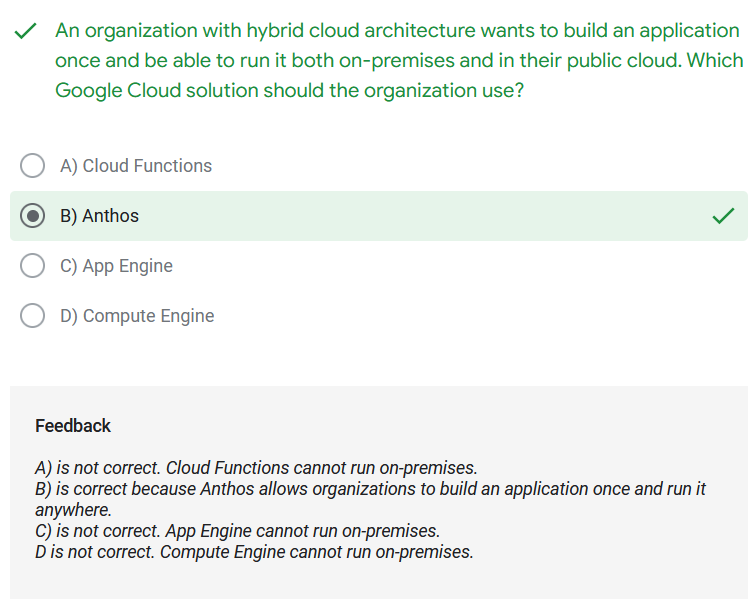 An organization with hybrid cloud architecture wants to build an application
once and be able to run it both on-premises and in their public cloud. Which
Google Cloud solution should the organization use?
A) Cloud Functions
B) Anthos
C) App Engine
D) Compute Engine
Feedback
A) is not correct. Cloud Functions cannot run on-premises.
B) is correct because Anthos allows organizations to build an application once and run it
anywhere.
C) is not correct. App Engine cannot run on-premises.
D is not correct. Compute Engine cannot run on-premises.